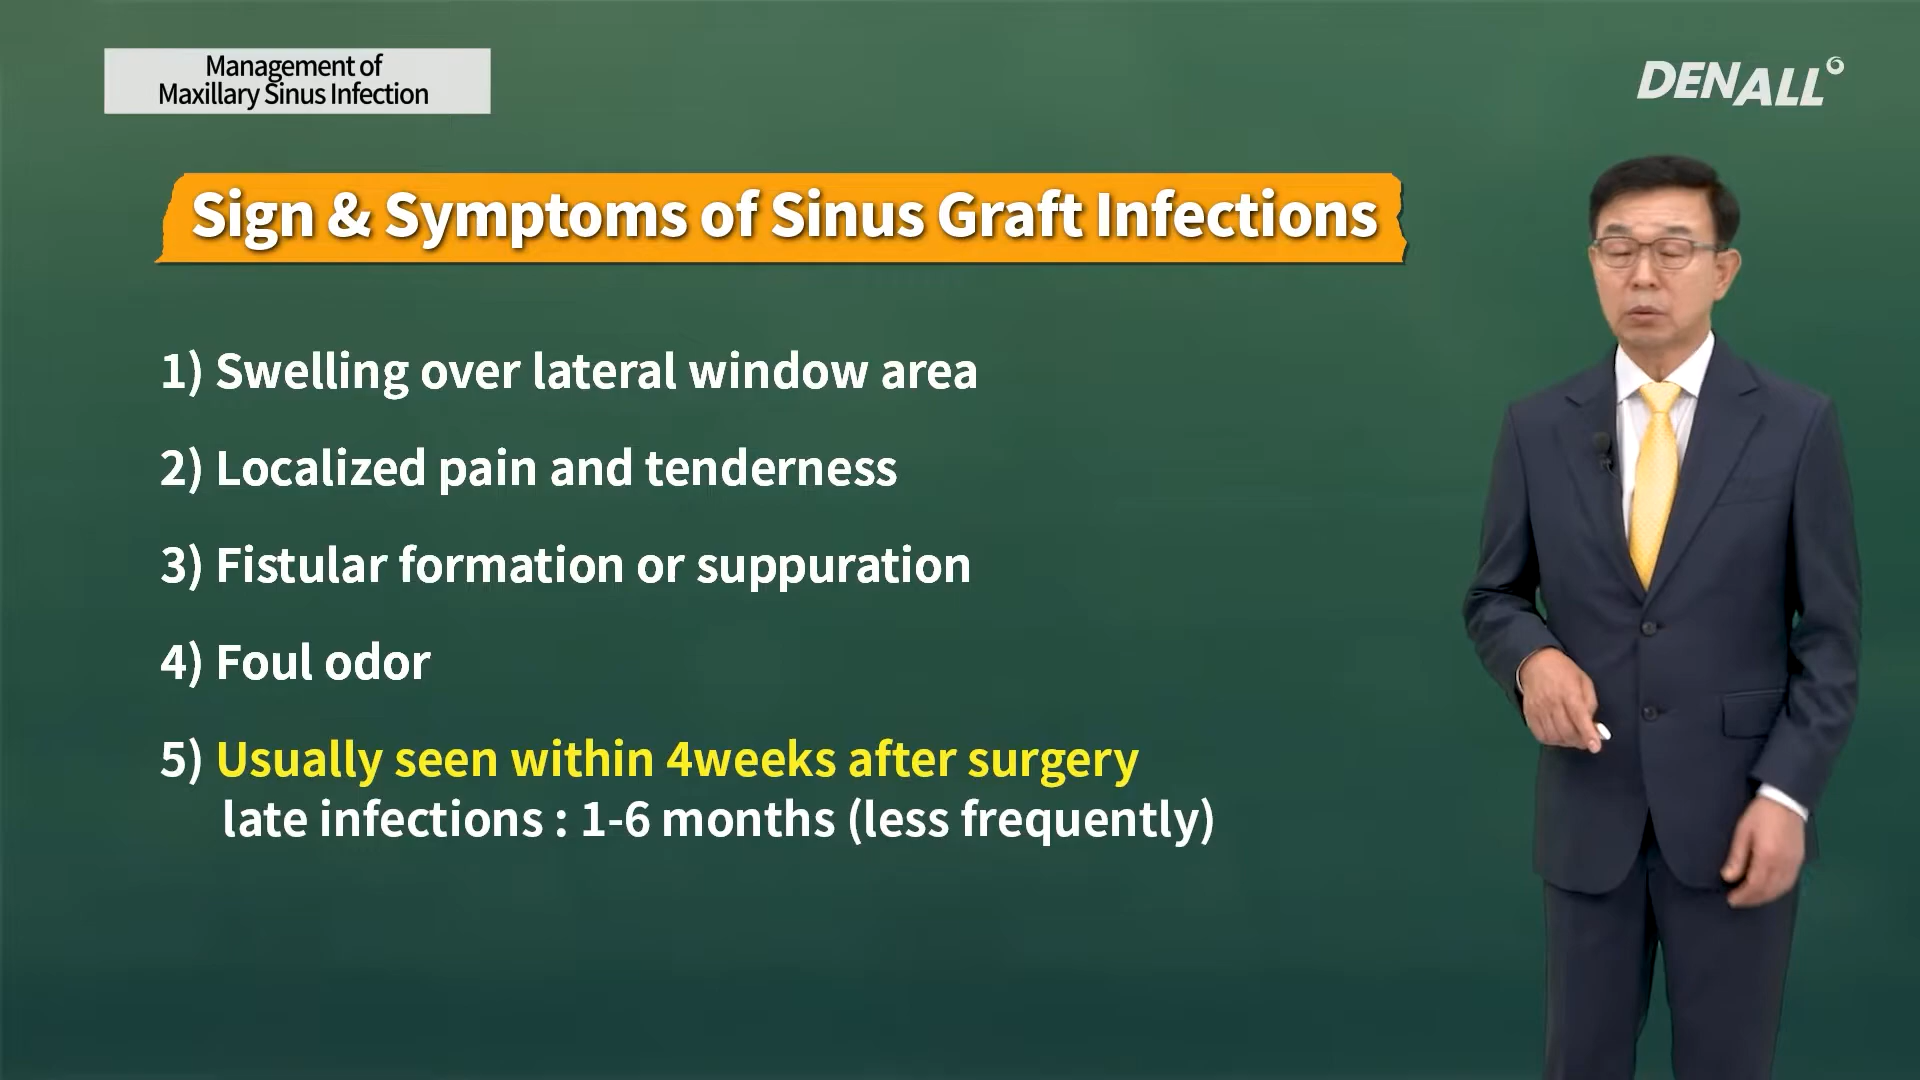 Management of
Maxillary Sinus Infection
DENALL
Sign & Symptoms of Sinus Graft Infections
1) Swelling over lateral window area
2) Localized pain and tenderness
3) Fistular formation or suppuration
4) Foul odor
5) Usually seen within 4weeks after surgery
late infections : 1-6 months (less frequently)